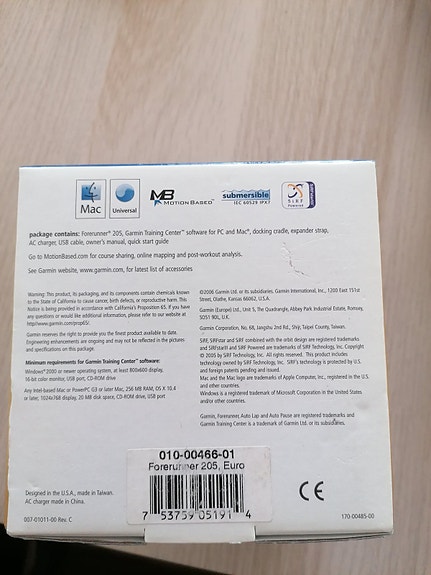 Mac
Universal
MB
MOTIONBASED
submersible
IEC 60529 IPX7
SiRF
Powered
package contains: Forerunner® 205, Garmin Training Center™ software for PC and Mac®, docking cradle, expander strap,
AC charger, USB cable, owner's manual, quick start guide
Go to MotionBased.com for course sharing, online mapping and post-workout analysis.
See Garmin website, www.garmin.com, for latest list of accessories
Warning: This product, its packaging, and its components contain chemicals known
to the State of California to cause cancer, birth defects, or reproductive harm. This
Notice is being provided in accordance with California's Proposition 65. If you have
any questions or would like additional information, please refer to our website at
http://www.garmin.com/prop65/.
Garmin reserves the right to provide you the finest product available to date.
Engineering enhancements are ongoing and may not be reflected in the pictures
and specifications on this package.
Minimum requirements for Garmin Training Center™ software:
Windows®2000 or newer operating system, at least 800x600 display,
16-bit color monitor, USB port, CD-ROM drive
Any Intel-based Mac or PowerPC G3 or later Mac, 256 MB RAM, OS X 10.4
or later, 1024x768 display, 20 MB disk space, CD-ROM drive, USB port
©2006 Garmin Ltd. or its subsidiaries, Garmin International, Inc., 1200 East 151st
Street, Olathe, Kansas 66062, U.S.
Garmin (Europe) Ltd., Unit 5, The Quadrangle, Abbey Park Industrial Estate, Romsey,
SO51 9DL, U.K.
Garmin Corporation, No. 68, Jangshu 2nd Rd., Shijr, Taipei County, Taiwan.
SiRF, SiRFstar and SiRF combined with the orbit design are registered trademarks
and SiRFstarIII and SiRF Powered are trademarks of SiRF Technology, Inc. Copyright
© 2005 by SiRF Technology, Inc. All rights reserved. This product includes
technology owned by SiRF Technology, Inc. SiRF's technology is protected by U.S.
and foreign patents pending and issued.
Mac and the Mac logo are trademarks of Apple Computer, Inc., registered in the U.S.
and other countries.
Windows is a registered trademark of Microsoft Corporation in the United States
and/or other countries.
Garmin, Forerunner, Auto Lap and Auto Pause are registered trademarks and
Garmin Training Center is a trademark of Garmin Ltd. or its subsidiaries.
010-00466-01
Forerunner 205, Euro
7 53759 05191 4
Designed in the U.S.A., made in Taiwan.
AC charger made in China.
CE
007-01011-00 Rev. C
170-00485-00